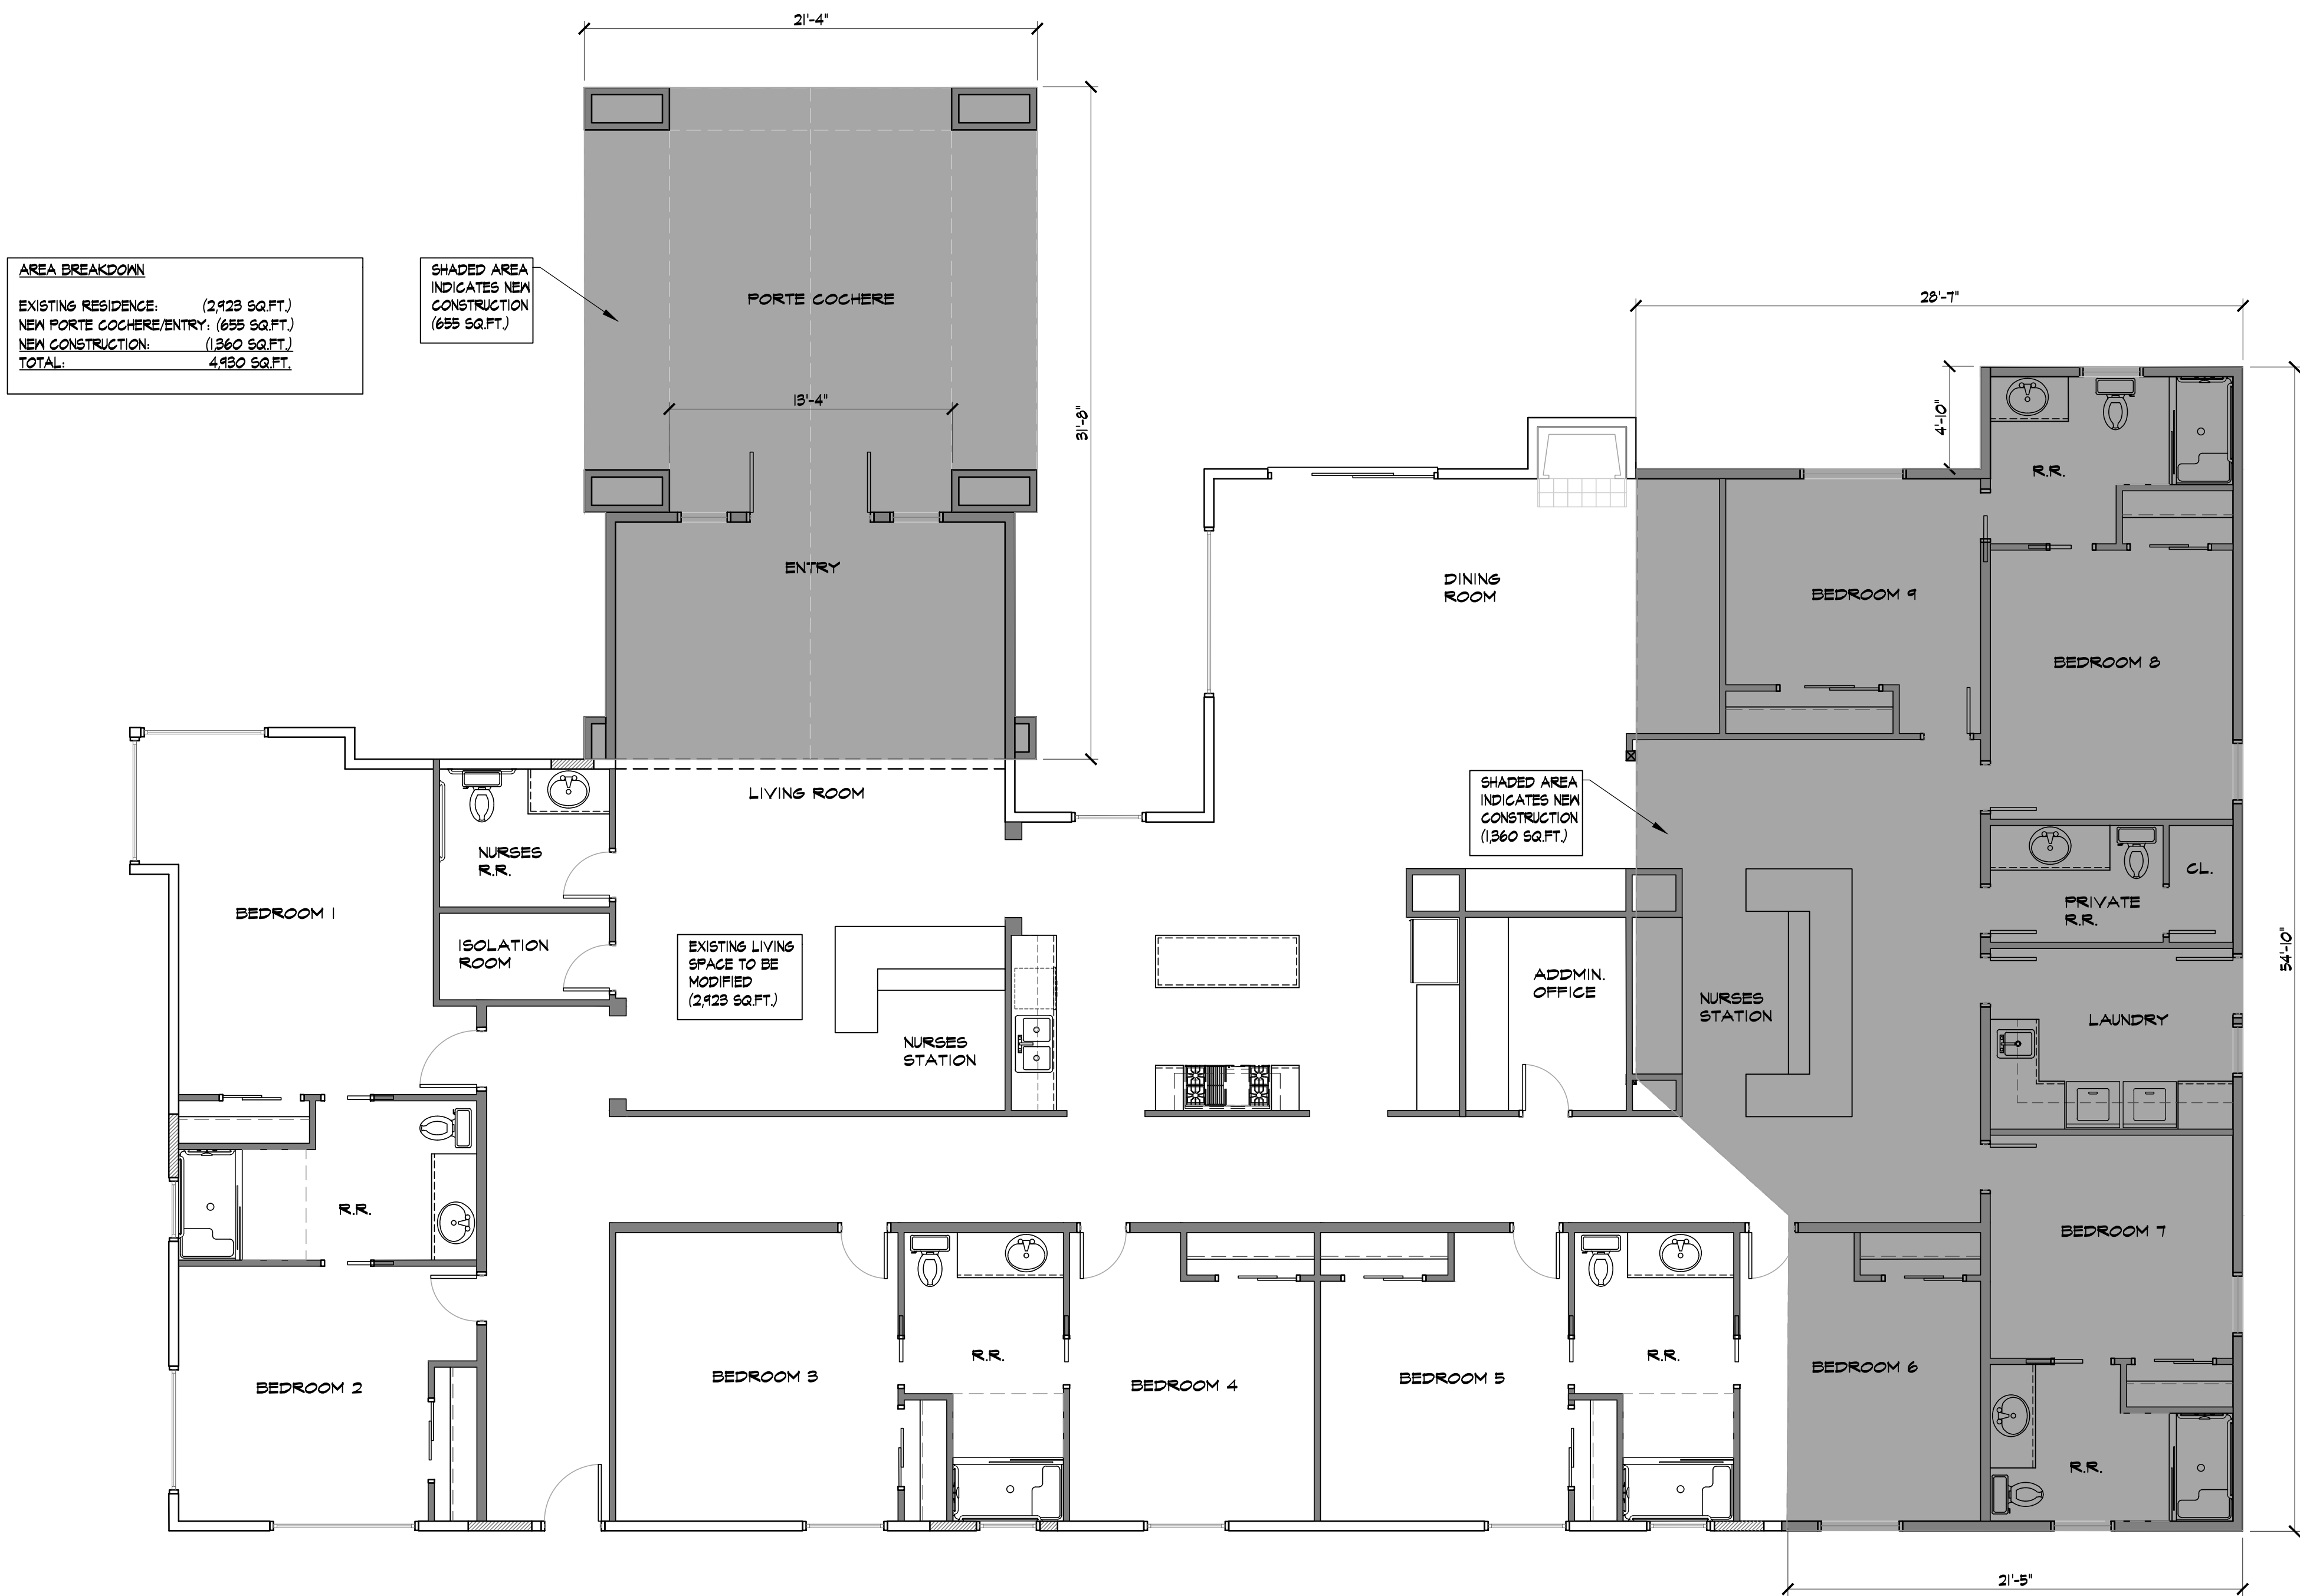 21'-4"
AREA BREAKDOWN
EXISTING RESIDENCE: (2,923 SQ.FT.)
NEW PORTE COCHERE/ENTRY: (655 SQ.FT.)
NEW CONSTRUCTION: (1,360 SQ.FT.)
TOTAL: 4,930 SQ.FT.
SHADED AREA
INDICATES NEW
CONSTRUCTION
(655 SQ.FT.)
PORTE COCHERE
13'-4"
31'-8"
28'-7"
4'-10"
R.R.
ENTRY
DINING
ROOM
BEDROOM 9
BEDROOM 8
LIVING ROOM
SHADED AREA
INDICATES NEW
CONSTRUCTION
(1,360 SQ.FT.)
NURSES
R.R.
BEDROOM 1
ISOLATION
ROOM
EXISTING LIVING
SPACE TO BE
MODIFIED
(2,923 SQ.FT.)
NURSES
STATION
ADDMIN.
OFFICE
NURSES
STATION
CL.
PRIVATE
R.R.
LAUNDRY
54'-10"
R.R.
BEDROOM 7
BEDROOM 2
BEDROOM 3
R.R.
BEDROOM 4
BEDROOM 5
R.R.
BEDROOM 6
R.R.
21'-5"